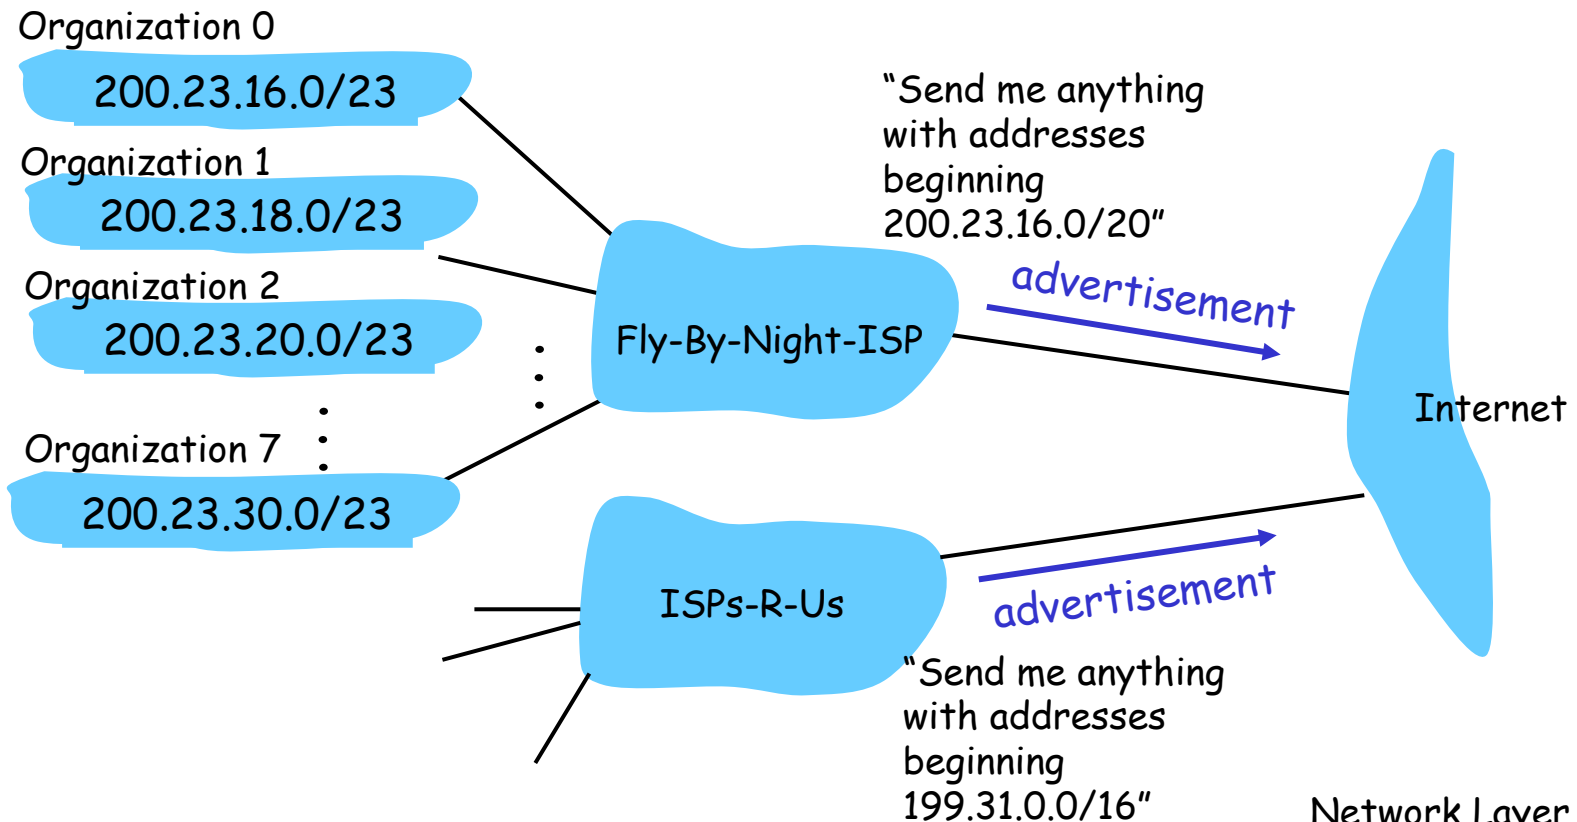 Organization 0
200.23.16.0/23
Organization 1
200.23.18.0/23
Organization 2
200.23.20.0/23
Organization 7
200.23.30.0/23
Fly-By-Night-ISP
“Send me anything
with addresses
beginning
200.23.16.0/20”
advertisement
Internet
ISPs-R-Us
advertisement
“Send me anything
with addresses
beginning
199.31.0.0/16”
Network Layer